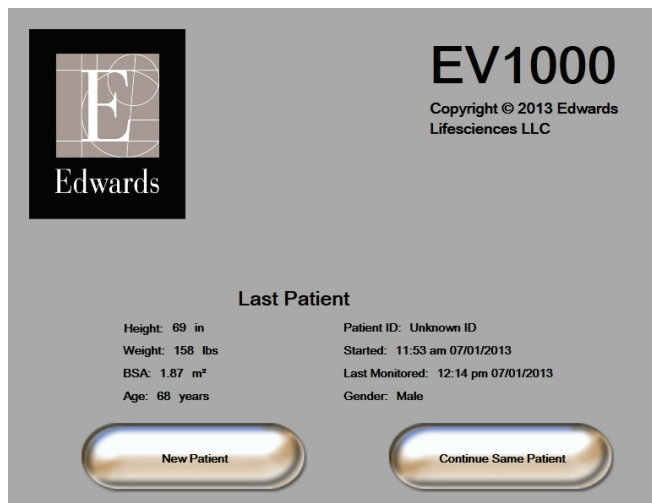 E
Edwards
EV1000
Copyright © 2013 Edwards
Lifesciences LLC
Last Patient
Height: 69 in
Patient ID: Unknown ID
Weight: 158 lbs
Started: 11:53 am 07/01/2013
BSA: 1.87 m²
Last Monitored: 12:14 pm 07/01/2013
Age: 68 years
Gender: Male
New Patient
Continue Same Patient